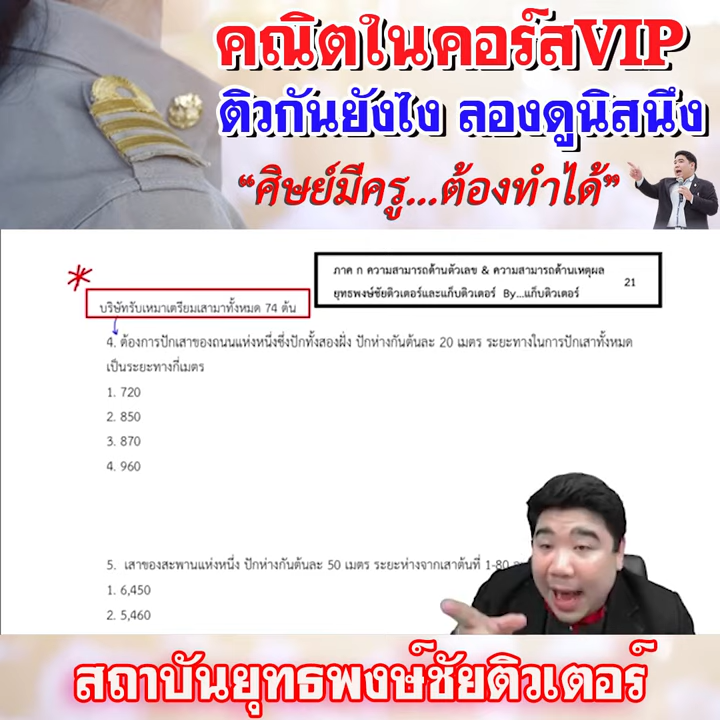 คณิตในคอร์สVIP
ติวกันยังไง ลองดูนิสนึง
“ศิษย์มีครู...ต้องทำได้”
ภาค ก ความสามารถด้านตัวเลข & ความสามารถด้านเหตุผล
ยุทธพงษ์ชัยติวเตอร์และแก๊บติวเตอร์ By...แก๊บติวเตอร์
21
บริษัทรับเหมาเตรียมเสามาทั้งหมด 74 ต้น
4. ต้องการปักเสาของถนนแห่งหนึ่งซึ่งปักทั้งสองฝั่ง ปักห่างกันต้นละ 20 เมตร ระยะทางในการปักเสาทั้งหมด
เป็นระยะทางกี่เมตร
1. 720
2. 850
3. 870
4. 960
5. เสาของสะพานแห่งหนึ่ง ปักห่างกันต้นละ 50 เมตร ระยะห่างจากเสาต้นที่ 1-80
1. 6,450
2. 5,460
สถาบันยุทธพงษ์ชัยติวเตอร์